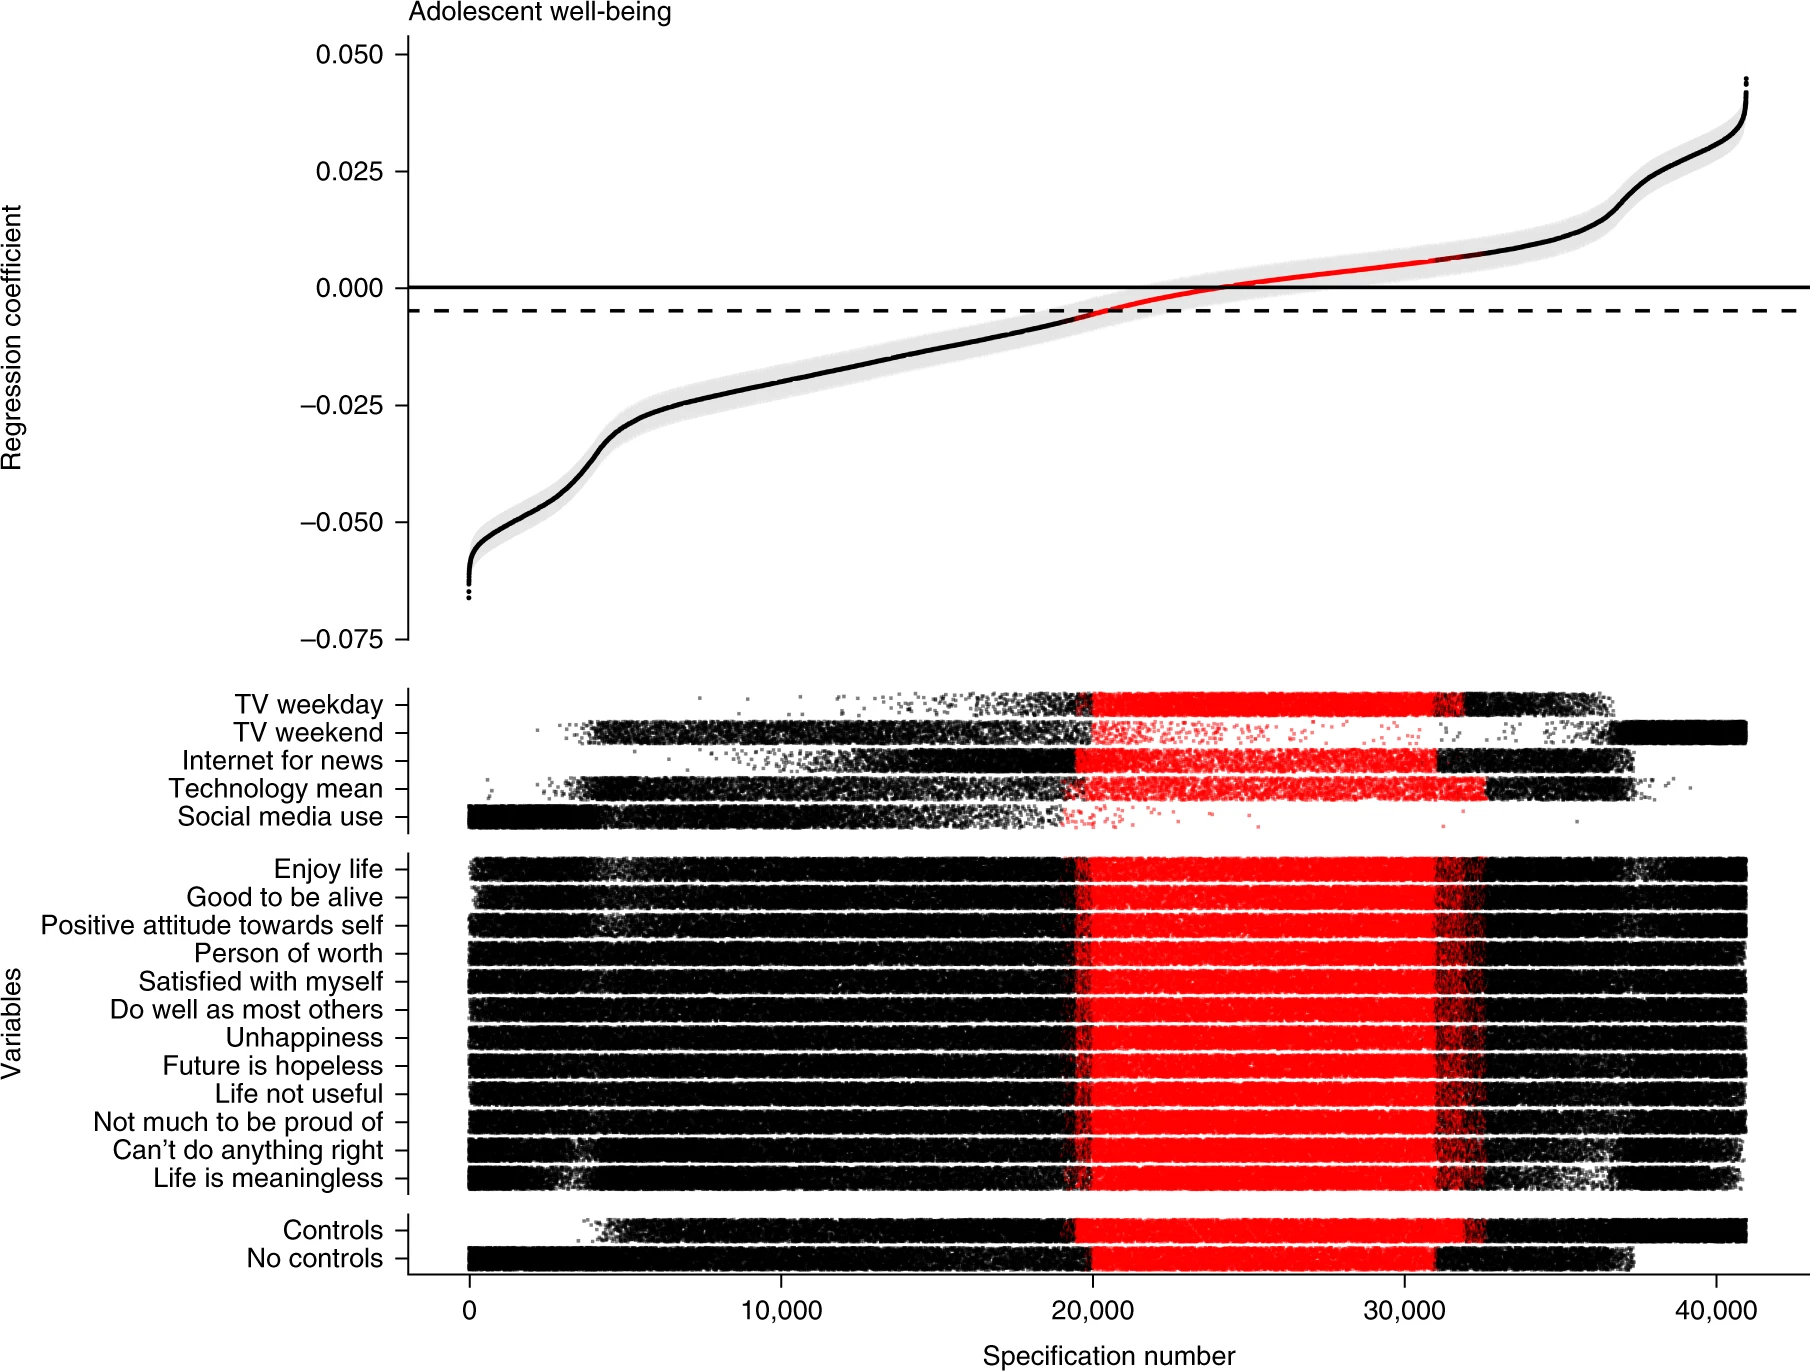 Adolescent well-being
Regression coefficient
0.050
0.025
0.000
–0.025
–0.050
–0.075
Variables
TV weekday
TV weekend
Internet for news
Technology mean
Social media use
Enjoy life
Good to be alive
Positive attitude towards self
Person of worth
Satisfied with myself
Do well as most others
Unhappiness
Future is hopeless
Life not useful
Not much to be proud of
Can’t do anything right
Life is meaningless
Controls
No controls
0 10,000 20,000 30,000 40,000
Specification number